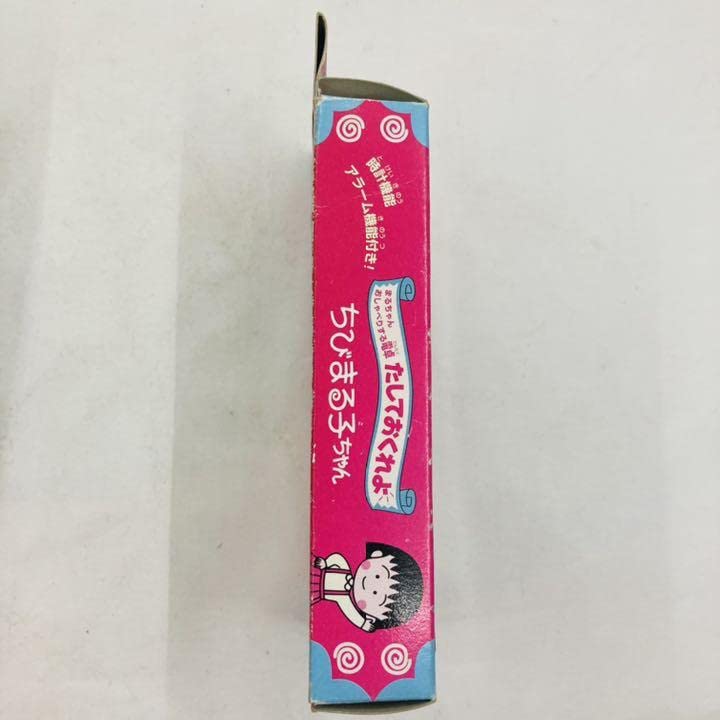 時計機能
アラーム機能付き!
まるちゃん
おしゃべりする電卓
たしておくれよ
ちびまる子ちゃん